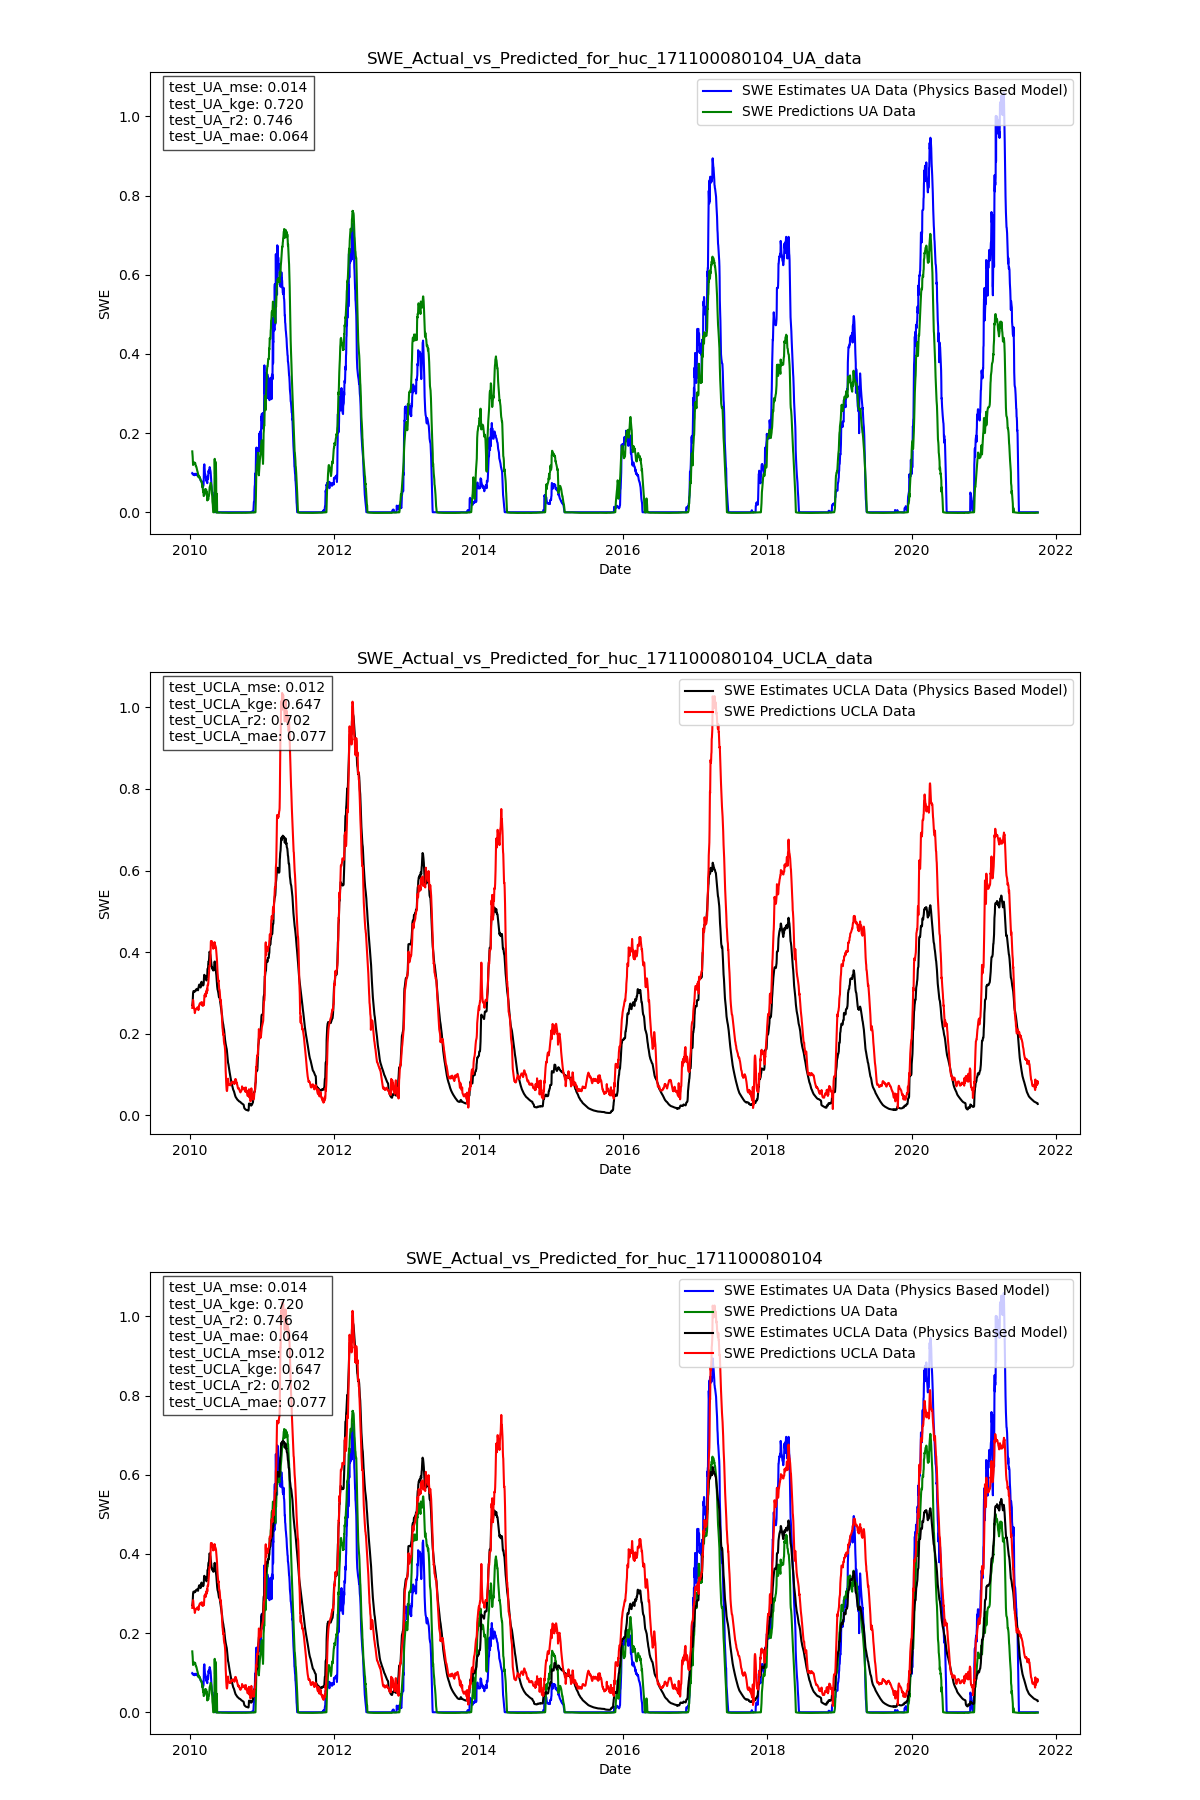 SWE_Actual_vs_Predicted_for_huc_171100080104_UA_data
test_UA_mse: 0.014
test_UA_kge: 0.720
test_UA_r2: 0.746
test_UA_mae: 0.064
SWE Estimates UA Data (Physics Based Model)
SWE Predictions UA Data
1.0
0.8
0.6
0.4
0.2
0.0
SWE
2010 2012 2014 2016 2018 2020 2022
Date
SWE_Actual_vs_Predicted_for_huc_171100080104_UCLA_data
test_UCLA_mse: 0.012
test_UCLA_kge: 0.647
test_UCLA_r2: 0.702
test_UCLA_mae: 0.077
SWE Estimates UCLA Data (Physics Based Model)
SWE Predictions UCLA Data
1.0
0.8
0.6
0.4
0.2
0.0
SWE
2010 2012 2014 2016 2018 2020 2022
Date
SWE_Actual_vs_Predicted_for_huc_171100080104
test_UA_mse: 0.014
test_UA_kge: 0.720
test_UA_r2: 0.746
test_UA_mae: 0.064
test_UCLA_mse: 0.012
test_UCLA_kge: 0.647
test_UCLA_r2: 0.702
test_UCLA_mae: 0.077
SWE Estimates UA Data (Physics Based Model)
SWE Predictions UA Data
SWE Estimates UCLA Data (Physics Based Model)
SWE Predictions UCLA Data
1.0
0.8
0.6
0.4
0.2
0.0
SWE
2010 2012 2014 2016 2018 2020 2022
Date